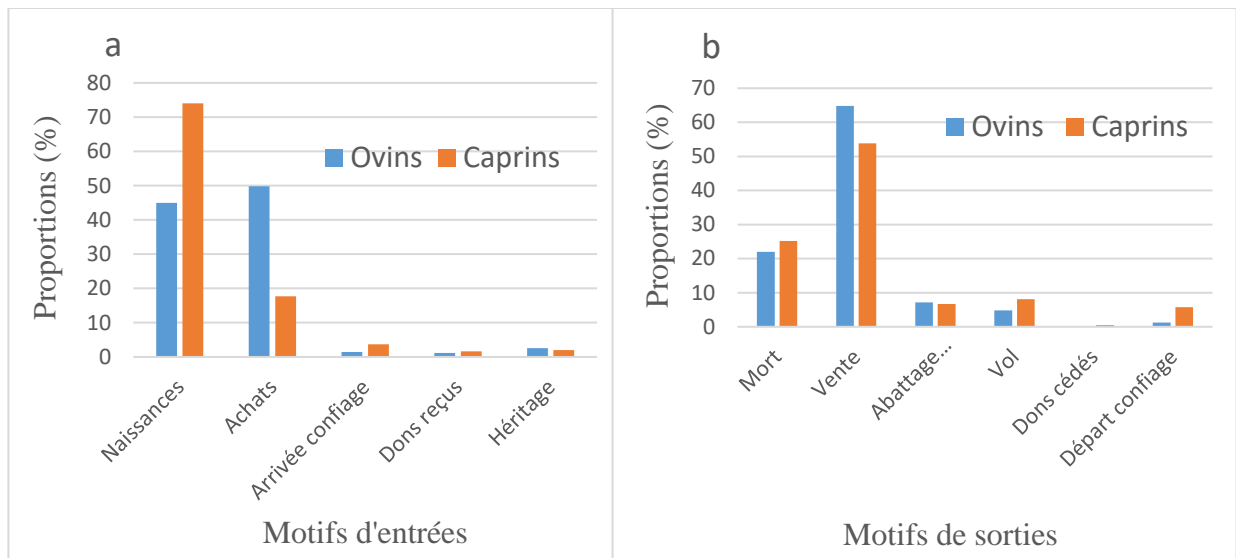 a
Proportions (%)
80
70
60
50
40
30
20
10
0
Ovins
Caprins
Naissances
Achats
Arrivée confiage
Dons reçus
Héritage
Motifs d'entrées
b
Proportions (%)
70
60
50
40
30
20
10
0
Ovins
Caprins
Mort
Vente
Abattage...
Vol
Dons cédés
Départ confiage
Motifs de sorties